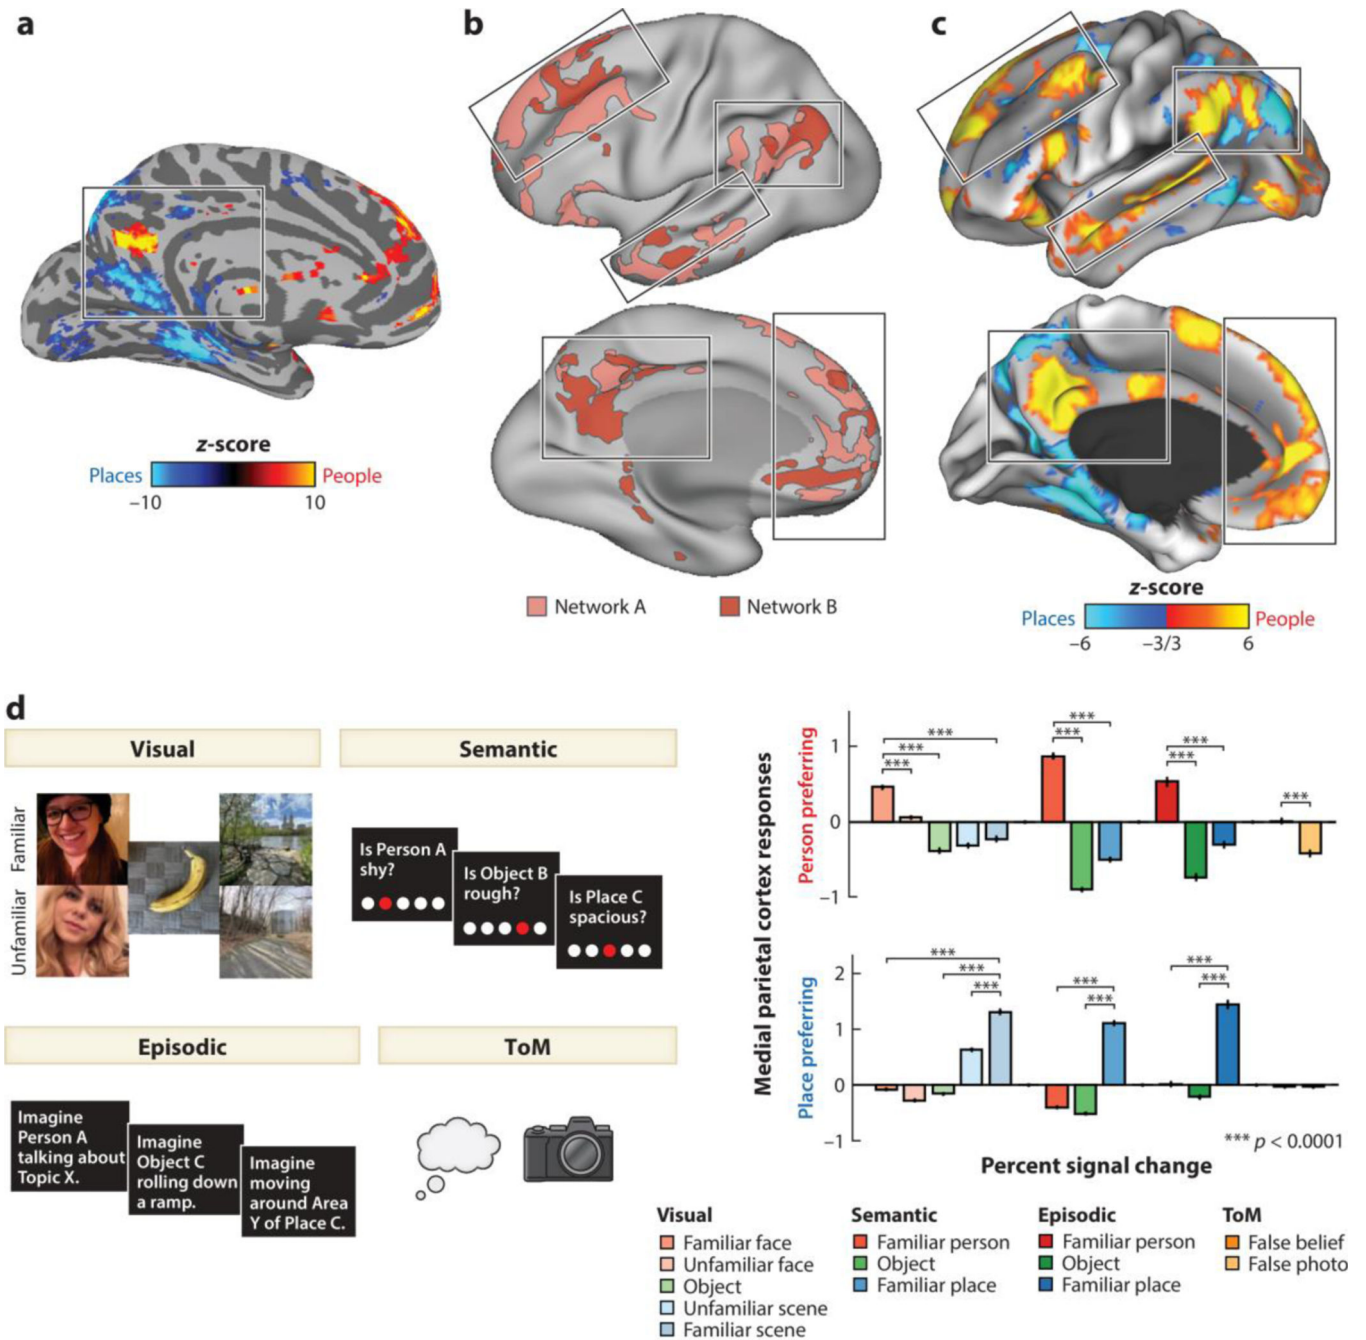 a
b
c
z-score
Places
People
−10
10
Network A
Network B
z-score
Places
People
−6
−3/3
6
d
Visual
Semantic
Familiar
Unfamiliar
Is Person A
shy?
Is Object B
rough?
Is Place C
spacious?
Episodic
ToM
Imagine
Person A
talking about
Topic X.
Imagine
Object C
rolling down
a ramp.
Imagine
moving
around Area
Y of Place C.
Medial parietal cortex responses
Person preferring
1
0
−1
***
***
***
***
***
***
***
***
Place preferring
2
1
0
−1
***
***
***
***
***
***
***
*** p < 0.0001
Percent signal change
Visual
Familiar face
Unfamiliar face
Object
Unfamiliar scene
Familiar scene
Semantic
Familiar person
Object
Familiar place
Episodic
Familiar person
Object
Familiar place
ToM
False belief
False photo